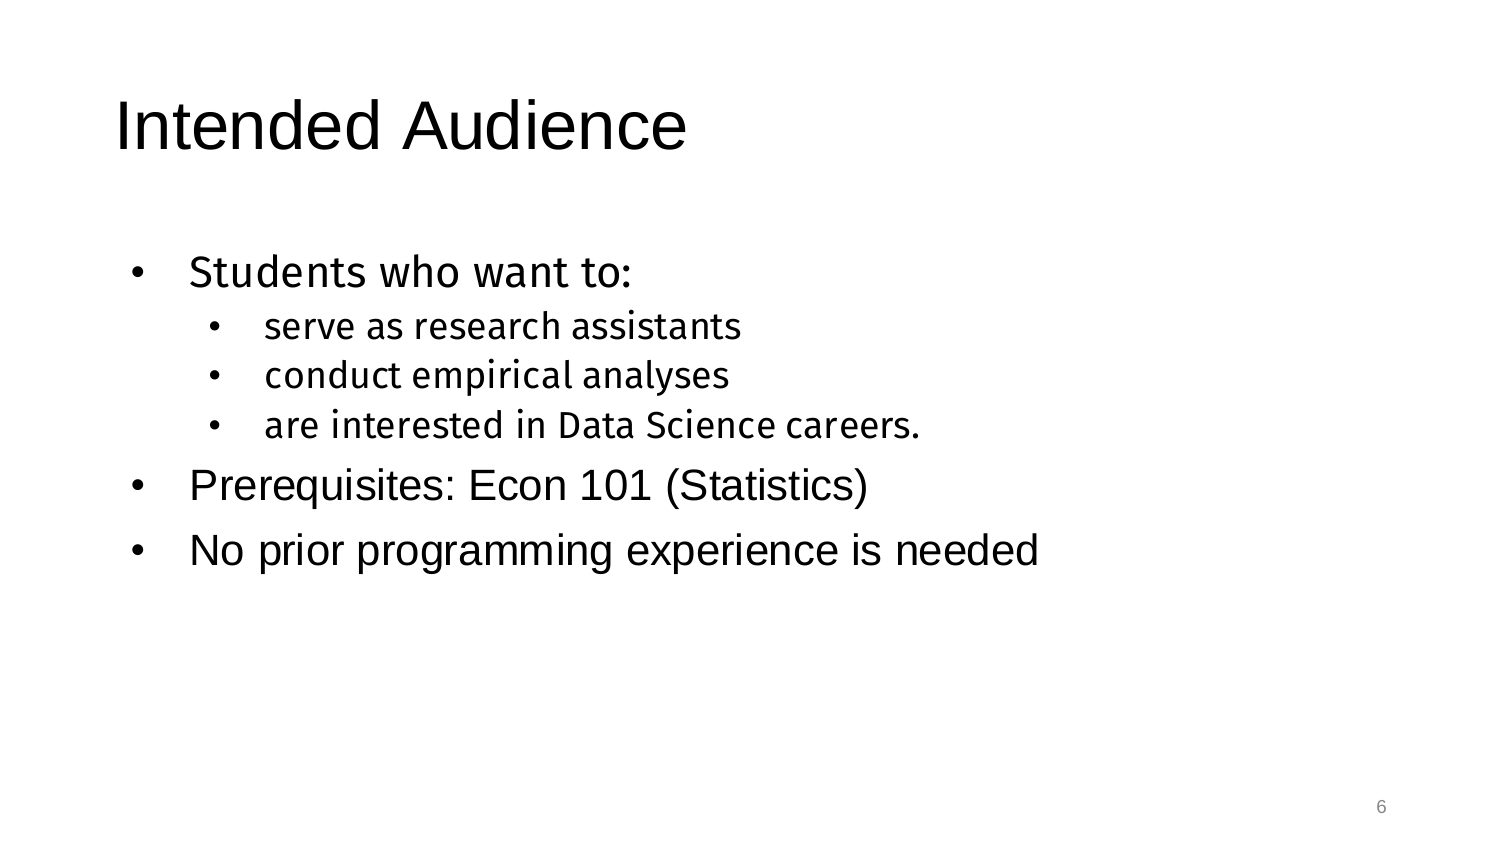 Intended Audience
• Students who want to:
• serve as research assistants
• conduct empirical analyses
• are interested in Data Science careers.
• Prerequisites: Econ 101 (Statistics)
• No prior programming experience is needed
6